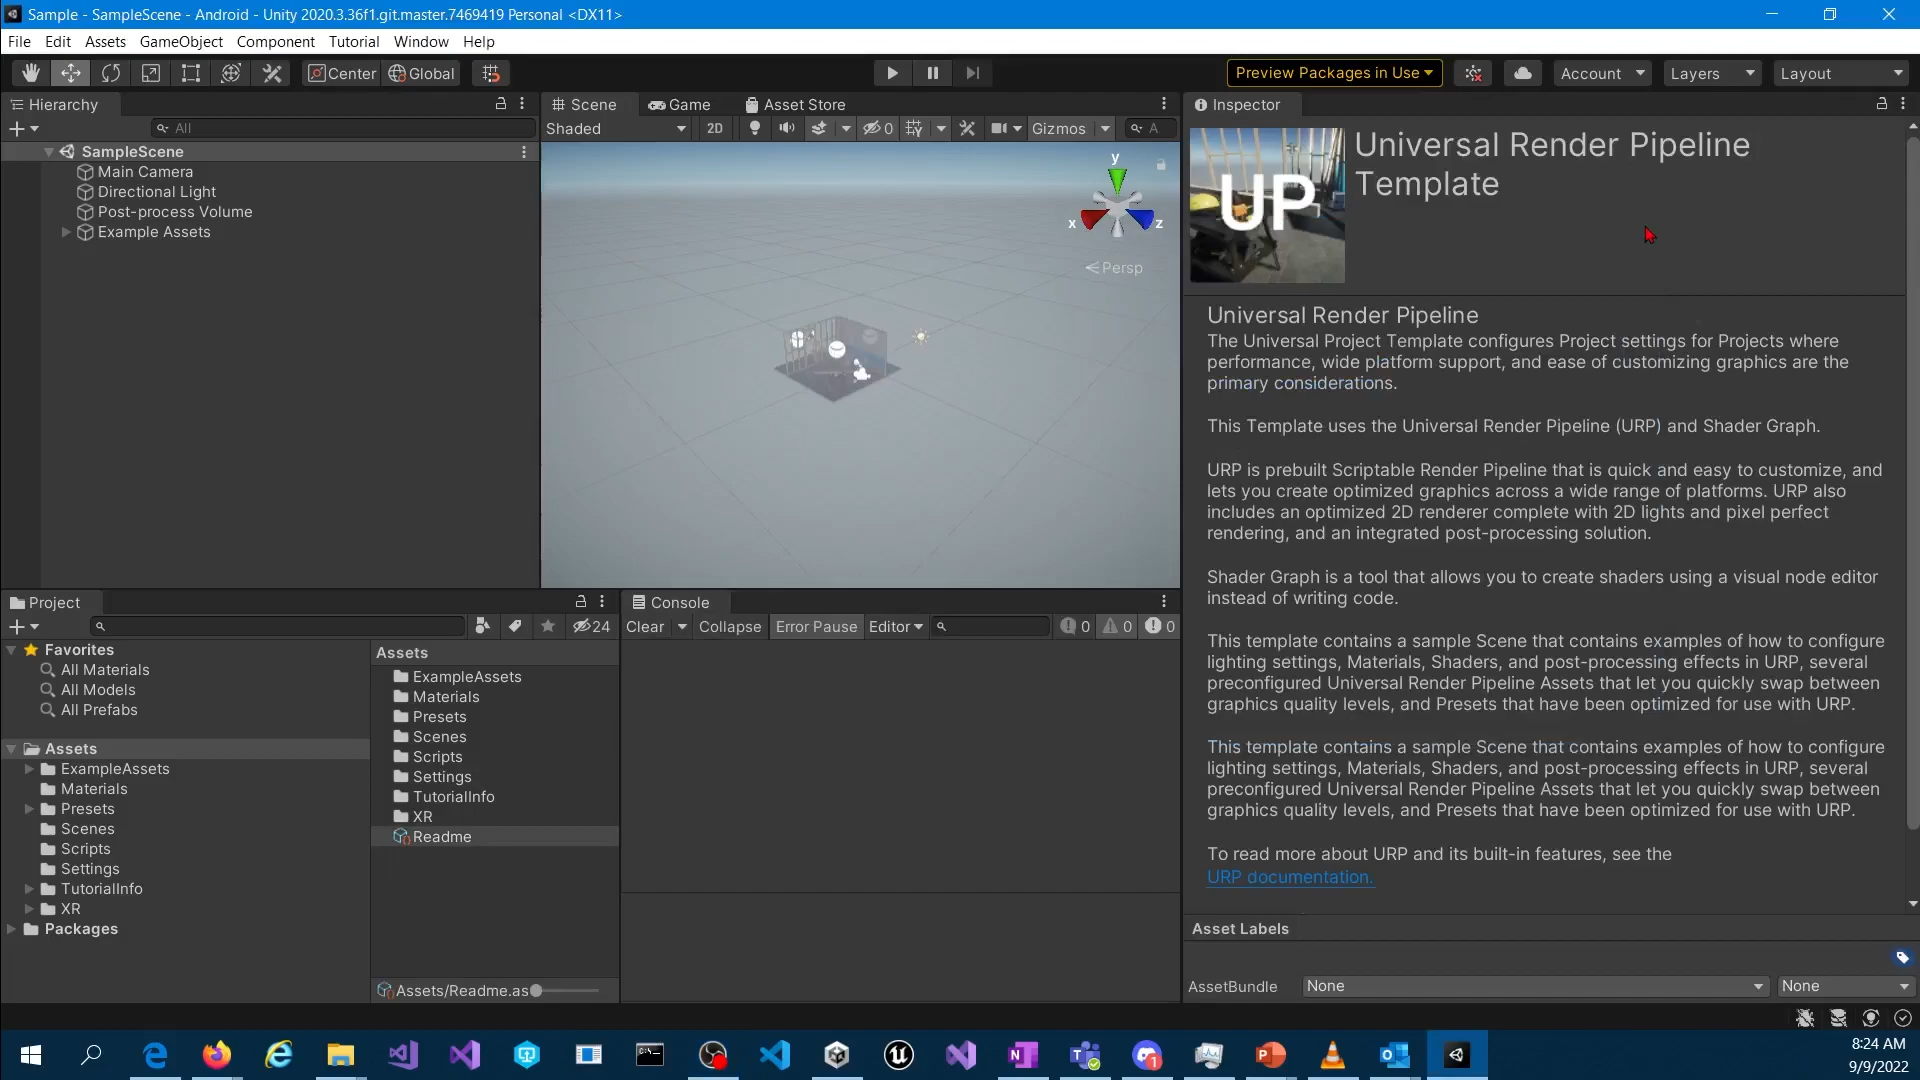 Sample - SampleScene - Android - Unity 2020.3.36f1.git.master.7469419 Personal <DX11>
File Edit Assets GameObject Component Tutorial Window Help
Center Global Preview Packages in Use Account Layers Layout
Hierarchy
All
SampleScene
Main Camera
Directional Light
Post-process Volume
Example Assets
Scene Game Asset Store
Shaded 2D 0 Gizmos A
y
x z
Persp
Inspector
UP
Universal Render Pipeline
Template
Universal Render Pipeline
The Universal Project Template configures Project settings for Projects where
performance, wide platform support, and ease of customizing graphics are the
primary considerations.
This Template uses the Universal Render Pipeline (URP) and Shader Graph.
URP is prebuilt Scriptable Render Pipeline that is quick and easy to customize, and
lets you create optimized graphics across a wide range of platforms. URP also
includes an optimized 2D renderer complete with 2D lights and pixel perfect
rendering, and an integrated post-processing solution.
Shader Graph is a tool that allows you to create shaders using a visual node editor
instead of writing code.
This template contains a sample Scene that contains examples of how to configure
lighting settings, Materials, Shaders, and post-processing effects in URP, several
preconfigured Universal Render Pipeline Assets that let you quickly swap between
graphics quality levels, and Presets that have been optimized for use with URP.
This template contains a sample Scene that contains examples of how to configure
lighting settings, Materials, Shaders, and post-processing effects in URP, several
preconfigured Universal Render Pipeline Assets that let you quickly swap between
graphics quality levels, and Presets that have been optimized for use with URP.
To read more about URP and its built-in features, see the
URP documentation.
Asset Labels
AssetBundle None None
Project
24
Favorites
All Materials
All Models
All Prefabs
Assets
ExampleAssets
Materials
Presets
Scenes
Scripts
Settings
TutorialInfo
XR
Packages
Assets
ExampleAssets
Materials
Presets
Scenes
Scripts
Settings
TutorialInfo
XR
Readme
Assets/Readme.as
Console
Clear Collapse Error Pause Editor 0 0 0
8:24 AM
9/9/2022